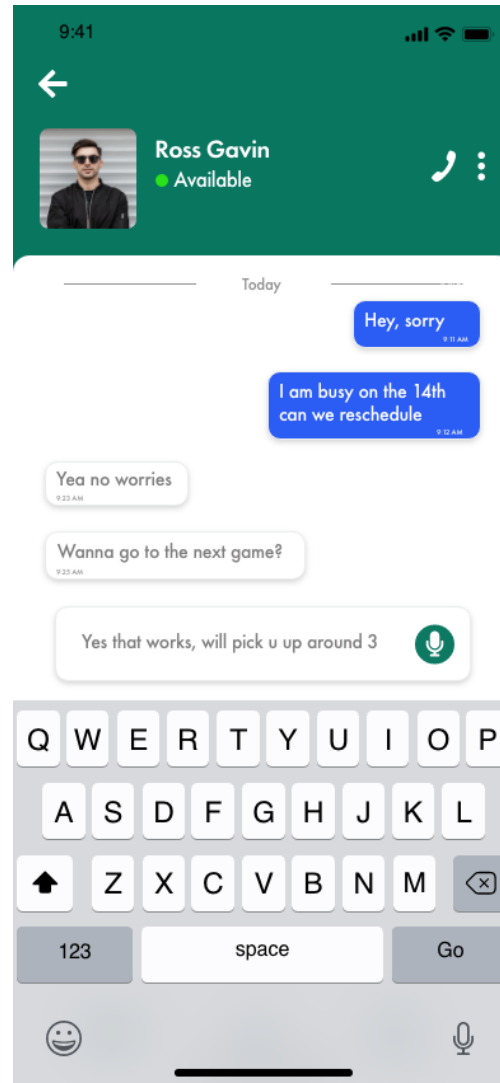 9:41
Ross Gavin
Available
Today
Hey, sorry
9:11 AM
I am busy on the 14th
can we reschedule
9:12 AM
Yea no worries
9:23 AM
Wanna go to the next game?
9:25 AM
Yes that works, will pick u up around 3
Q W E R T Y U I O P
A S D F G H J K L
Z X C V B N M
123 space Go